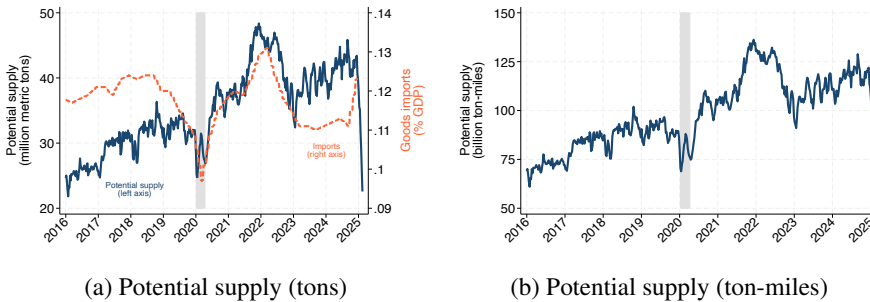 Potential supply
(million metric tons)
50
40
30
20
.14
.13
.12
.11
.1
.09
Goods imports
(% GDP)
Imports
(right axis)
Potential supply
(left axis)
2016
2017
2018
2019
2020
2021
2022
2023
2024
2025
(a) Potential supply (tons)
Potential supply
(billion ton-miles)
150
125
100
75
50
2016
2017
2018
2019
2020
2021
2022
2023
2024
2025
(b) Potential supply (ton-miles)